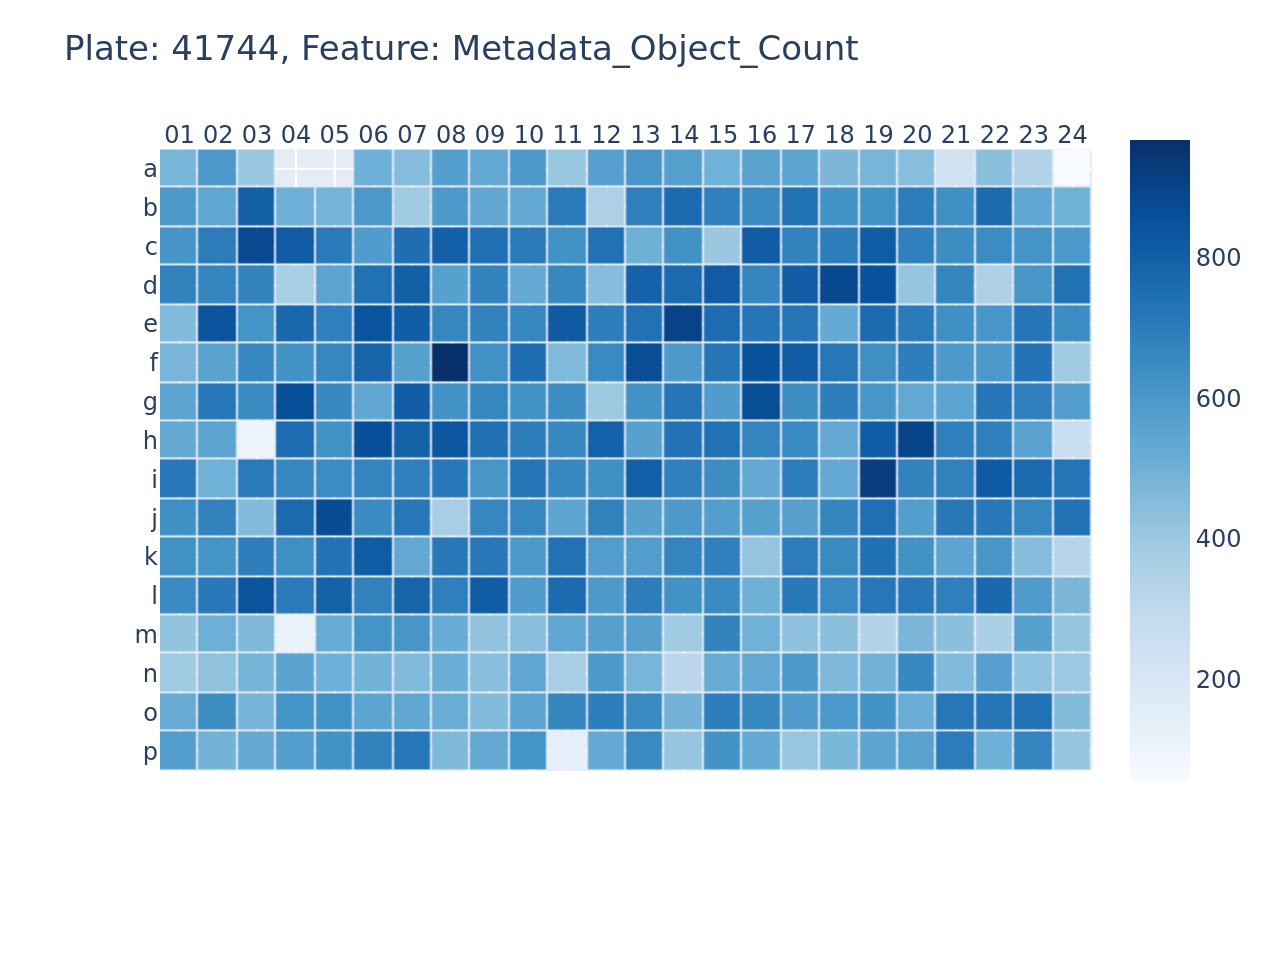 Plate: 41744, Feature: Metadata_Object_Count
01 02 03 04 05 06 07 08 09 10 11 12 13 14 15 16 17 18 19 20 21 22 23 24
a
b
c
d
e
f
g
h
i
j
k
l
m
n
o
p
800
600
400
200